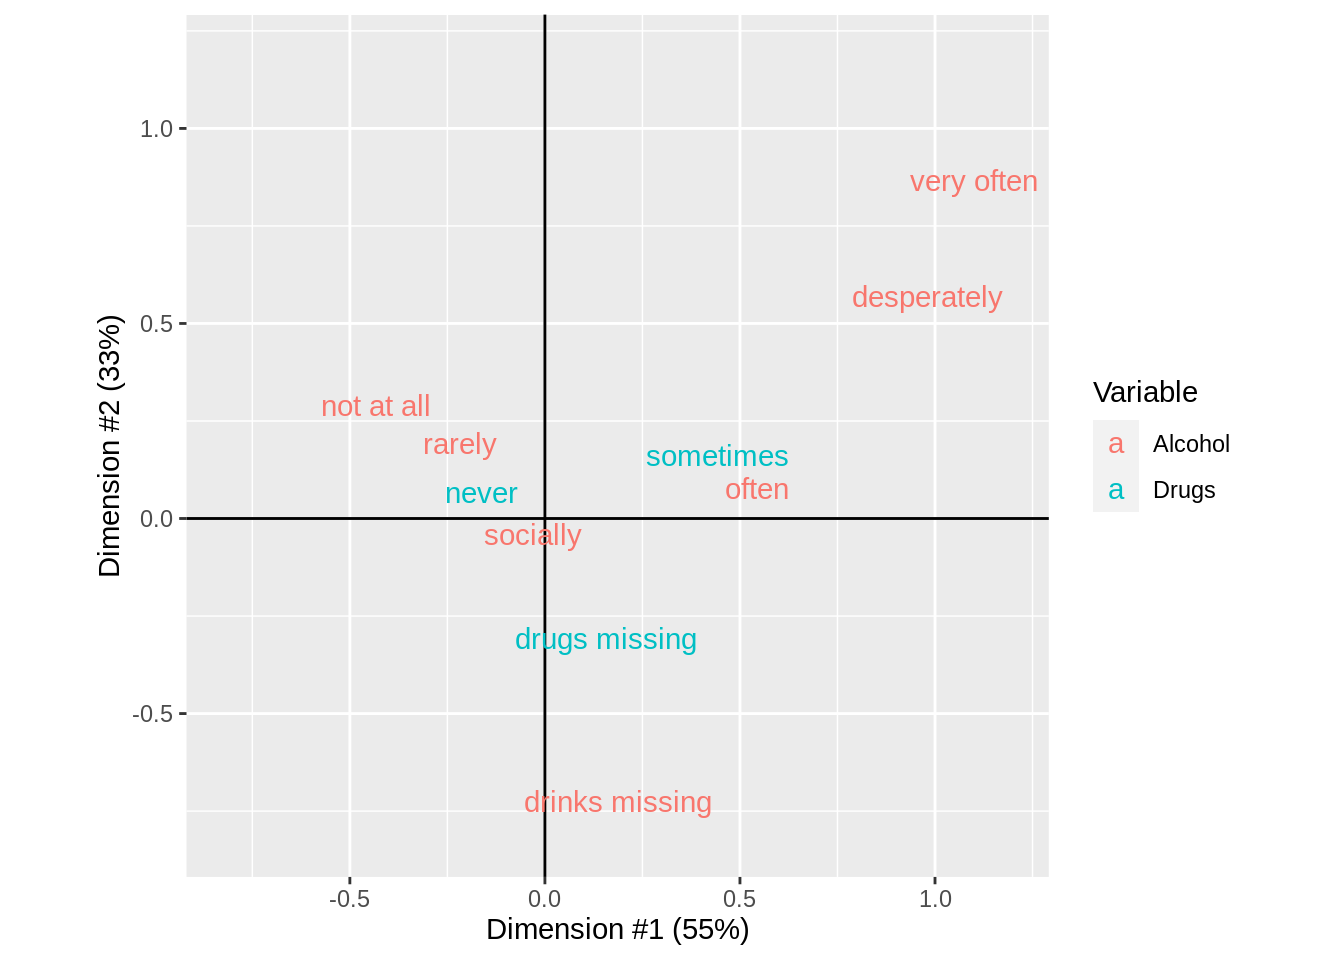 1.0
0.5
0.0
-0.5
Dimension #2 (33%)
very often
desperately
not at all
rarely
sometimes
never
often
socially
drugs missing
drinks missing
-0.5
0.0
0.5
1.0
Dimension #1 (55%)
Variable
a Alcohol
a Drugs